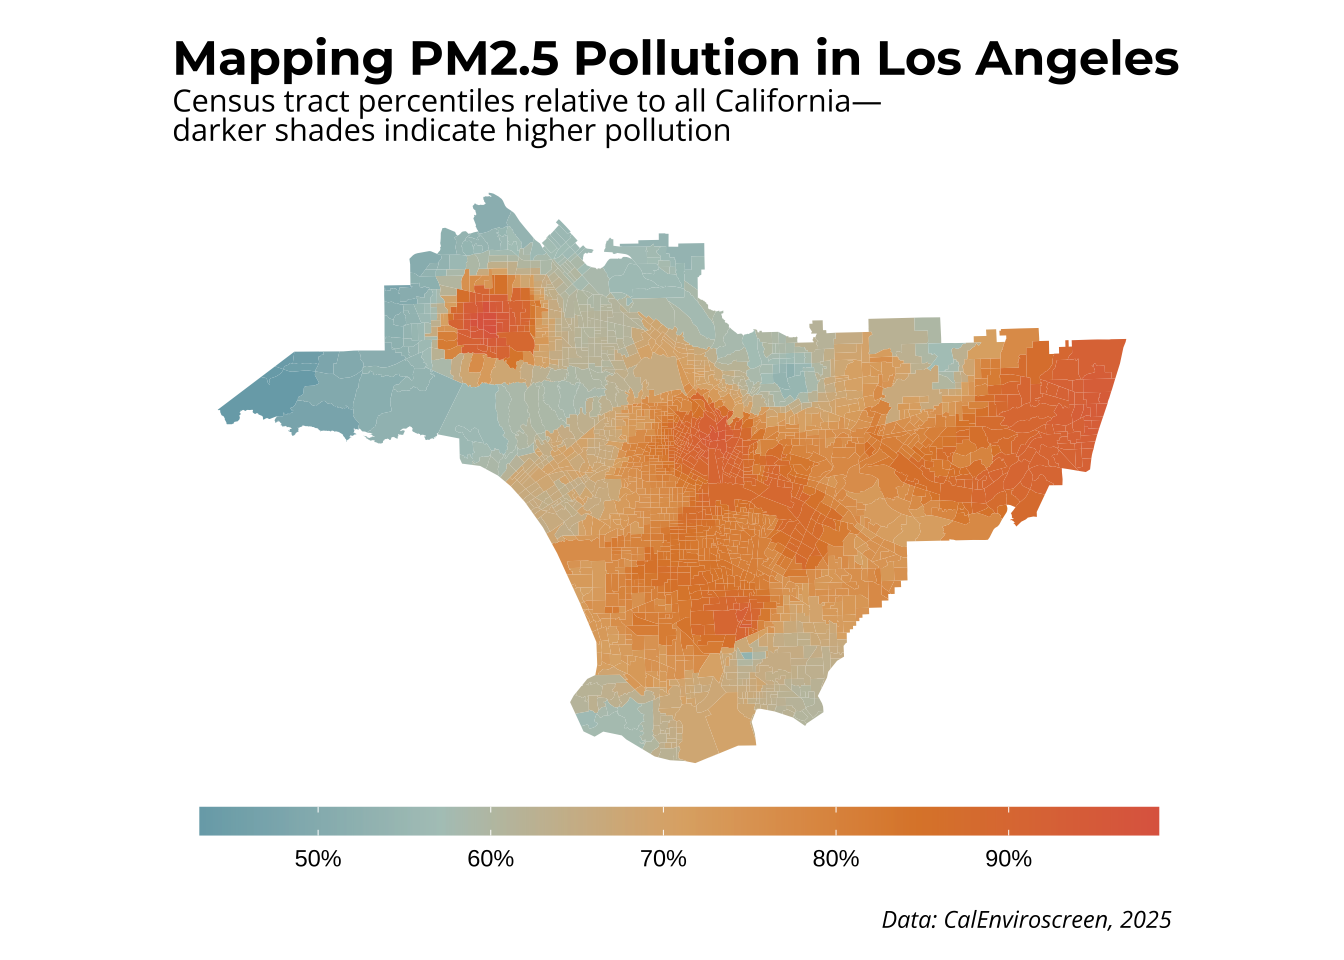 Mapping PM2.5 Pollution in Los Angeles
Census tract percentiles relative to all California—
darker shades indicate higher pollution
50% 60% 70% 80% 90%
Data: CalEnviroscreen, 2025